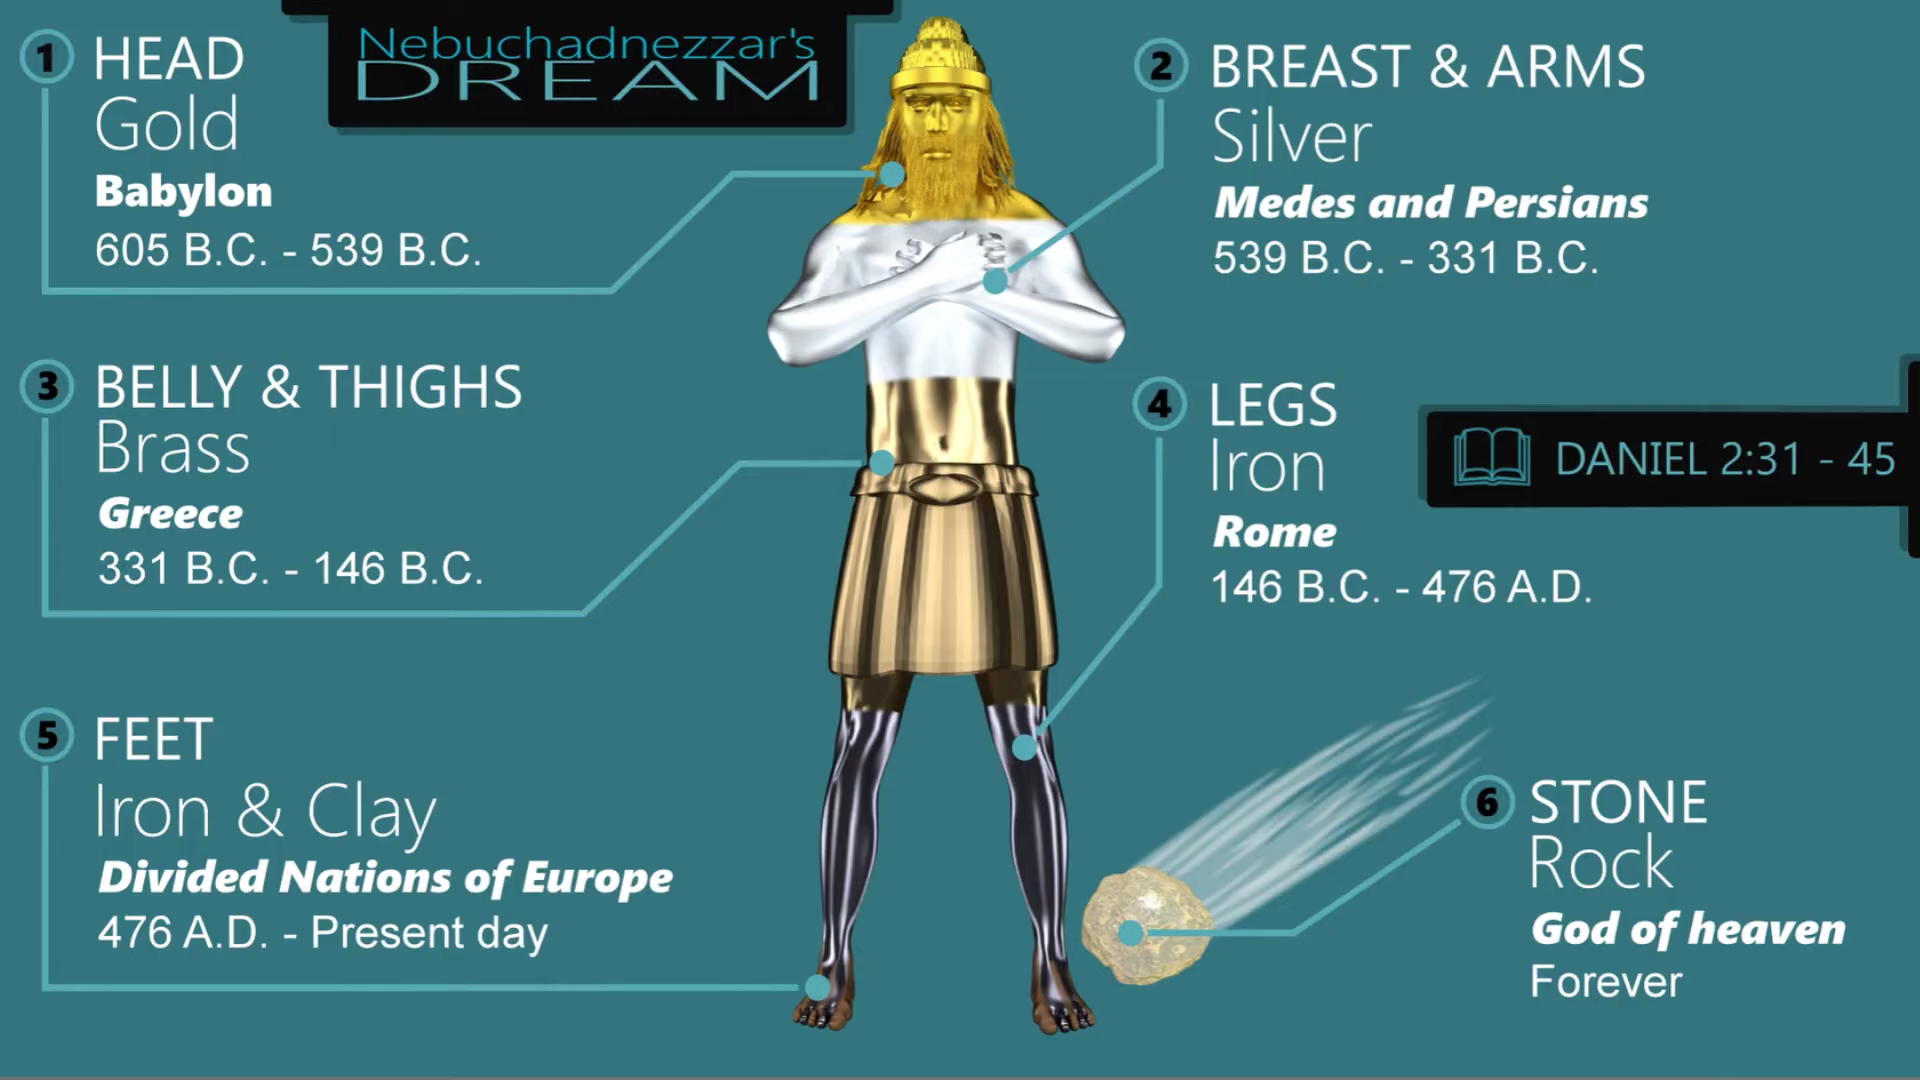 Nebuchadnezzar's
DREAM
1
HEAD
Gold
Babylon
605 B.C. - 539 B.C.
2
BREAST & ARMS
Silver
Medes and Persians
539 B.C. - 331 B.C.
3
BELLY & THIGHS
Brass
Greece
331 B.C. - 146 B.C.
4
LEGS
Iron
Rome
146 B.C. - 476 A.D.
DANIEL 2:31 - 45
5
FEET
Iron & Clay
Divided Nations of Europe
476 A.D. - Present day
6
STONE
Rock
God of heaven
Forever